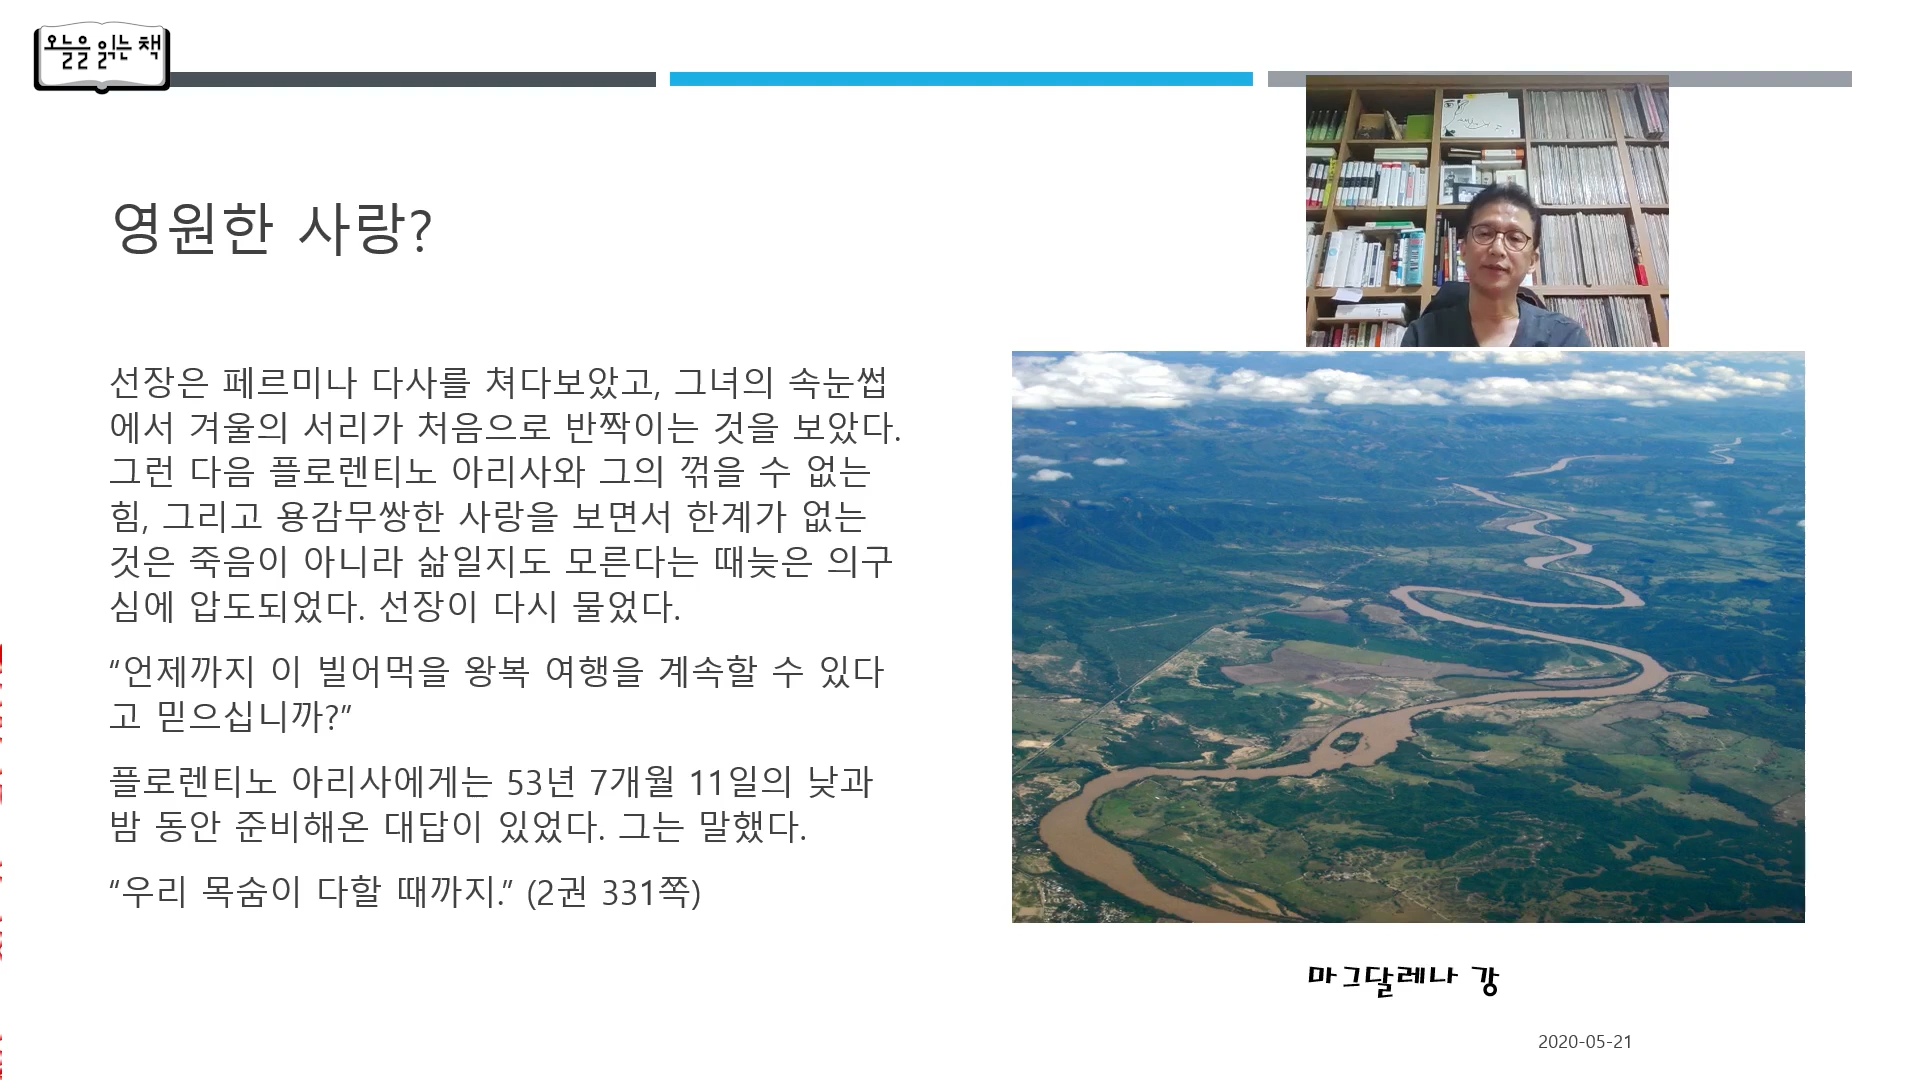 오늘을 읽는 책
영원한 사랑?
선장은 페르미나 다사를 쳐다보았고, 그녀의 속눈썹
에서 겨울의 서리가 처음으로 반짝이는 것을 보았다.
그런 다음 플로렌티노 아리사와 그의 꺾을 수 없는
힘, 그리고 용감무쌍한 사랑을 보면서 한계가 없는
것은 죽음이 아니라 삶일지도 모른다는 때늦은 의구
심에 압도되었다. 선장이 다시 물었다.
“언제까지 이 빌어먹을 왕복 여행을 계속할 수 있다
고 믿으십니까?”
플로렌티노 아리사에게는 53년 7개월 11일의 낮과
밤 동안 준비해온 대답이 있었다. 그는 말했다.
“우리 목숨이 다할 때까지.” (2권 331쪽)
마그달레나 강
2020-05-21